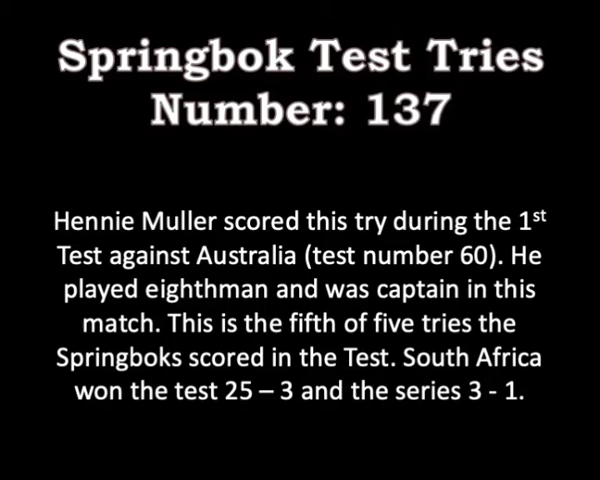 Springbok Test Tries
Number: 137
Hennie Muller scored this try during the 1st
Test against Australia (test number 60). He
played eighthman and was captain in this
match. This is the fifth of five tries the
Springboks scored in the Test. South Africa
won the test 25 – 3 and the series 3 - 1.